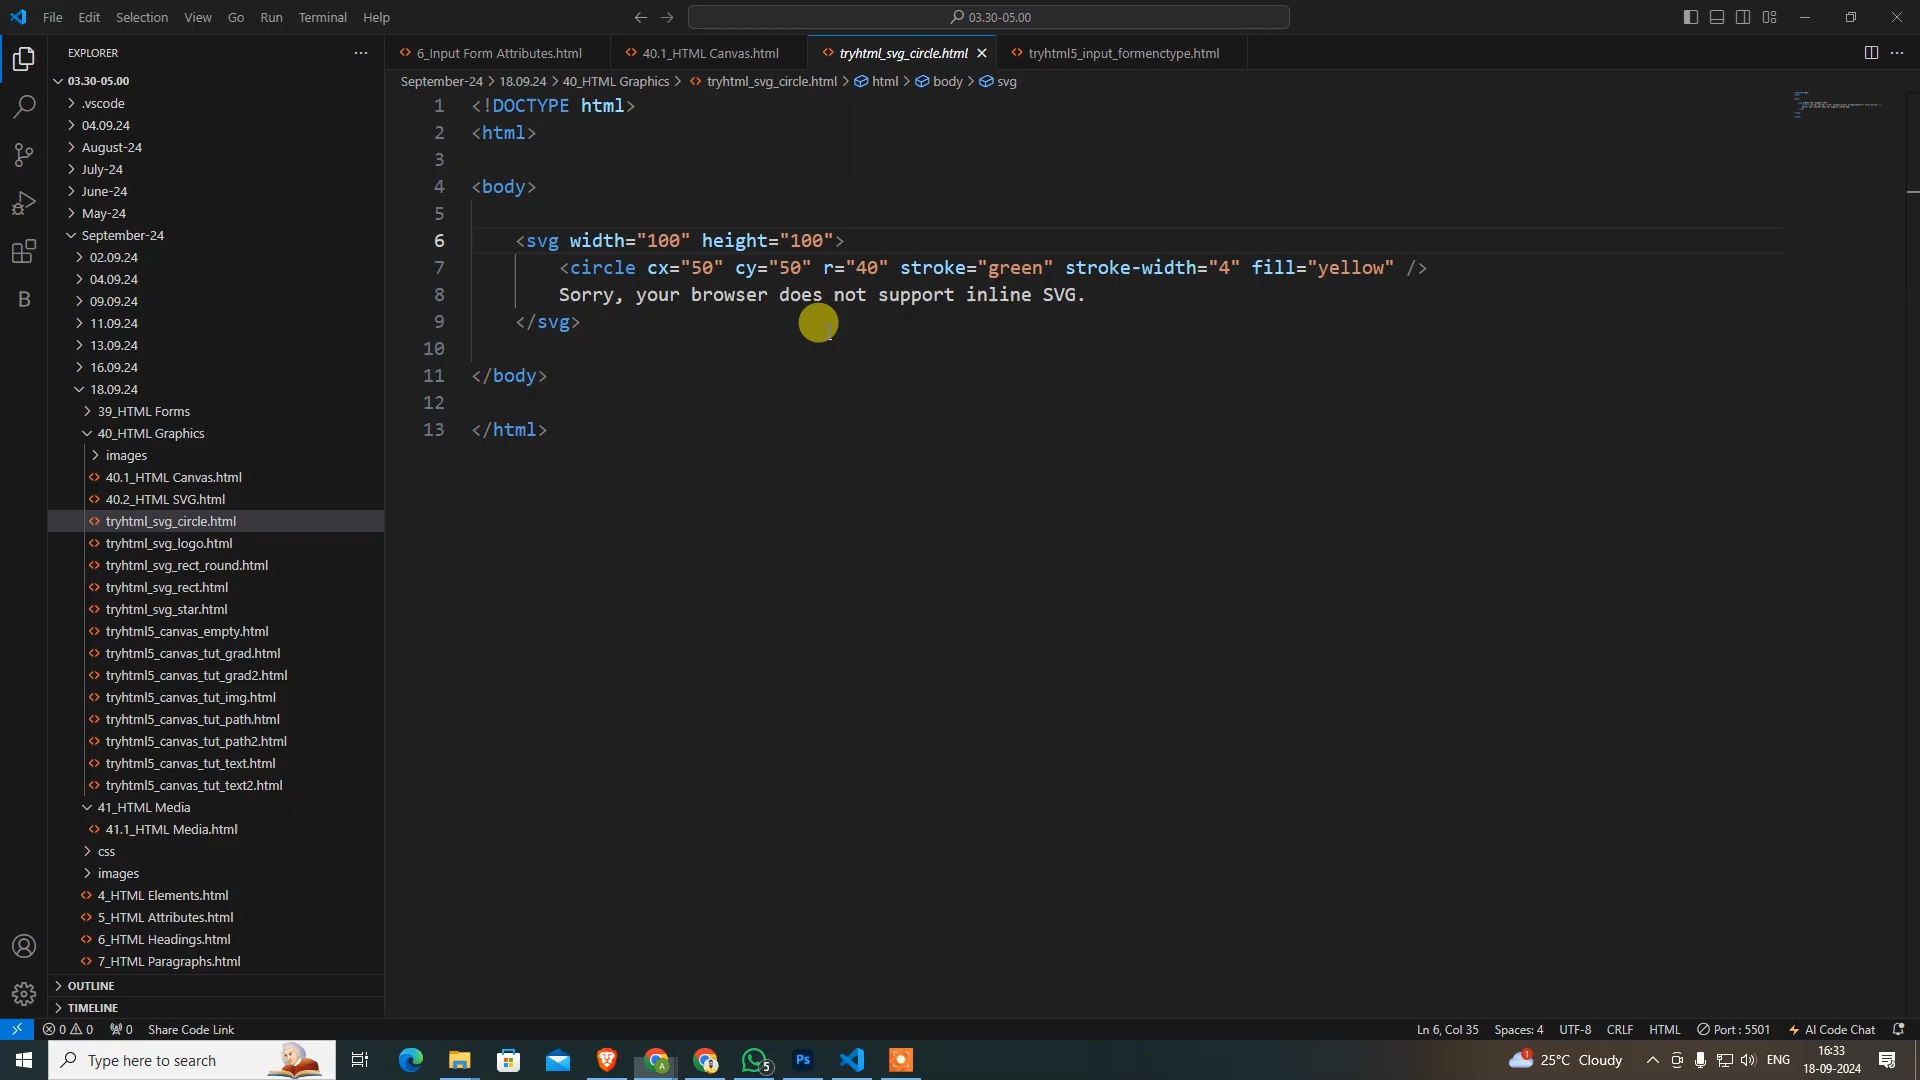 File Edit Selection View Go Run Terminal Help
03.30-05.00
EXPLORER
6_Input Form Attributes.html
40.1_HTML Canvas.html
tryhtml_svg_circle.html
tryhtml5_input_formenctype.html
September-24 > 18.09.24 > 40_HTML Graphics > tryhtml_svg_circle.html > html > body > svg
03.30-05.00
.vscode
04.09.24
August-24
July-24
June-24
May-24
September-24
02.09.24
04.09.24
09.09.24
11.09.24
13.09.24
16.09.24
18.09.24
39_HTML Forms
40_HTML Graphics
images
40.1_HTML Canvas.html
40.2_HTML SVG.html
tryhtml_svg_circle.html
tryhtml_svg_logo.html
tryhtml_svg_rect_round.html
tryhtml_svg_rect.html
tryhtml_svg_star.html
tryhtml5_canvas_empty.html
tryhtml5_canvas_tut_grad.html
tryhtml5_canvas_tut_grad2.html
tryhtml5_canvas_tut_img.html
tryhtml5_canvas_tut_path.html
tryhtml5_canvas_tut_path2.html
tryhtml5_canvas_tut_text.html
tryhtml5_canvas_tut_text2.html
41_HTML Media
41.1_HTML Media.html
css
images
4_HTML Elements.html
5_HTML Attributes.html
6_HTML Headings.html
7_HTML Paragraphs.html
OUTLINE
TIMELINE
1 <!DOCTYPE html>
2 <html>
3
4 <body>
5
6 <svg width="100" height="100">
7 <circle cx="50" cy="50" r="40" stroke="green" stroke-width="4" fill="yellow" />
8 Sorry, your browser does not support inline SVG.
9 </svg>
10
11 </body>
12
13 </html>
0 0 0 Share Code Link
Ln 6, Col 35 Spaces: 4 UTF-8 CRLF HTML Port : 5501 AI Code Chat
Type here to search
A
5
Ps
1
25°C Cloudy
ENG
16:33
18-09-2024